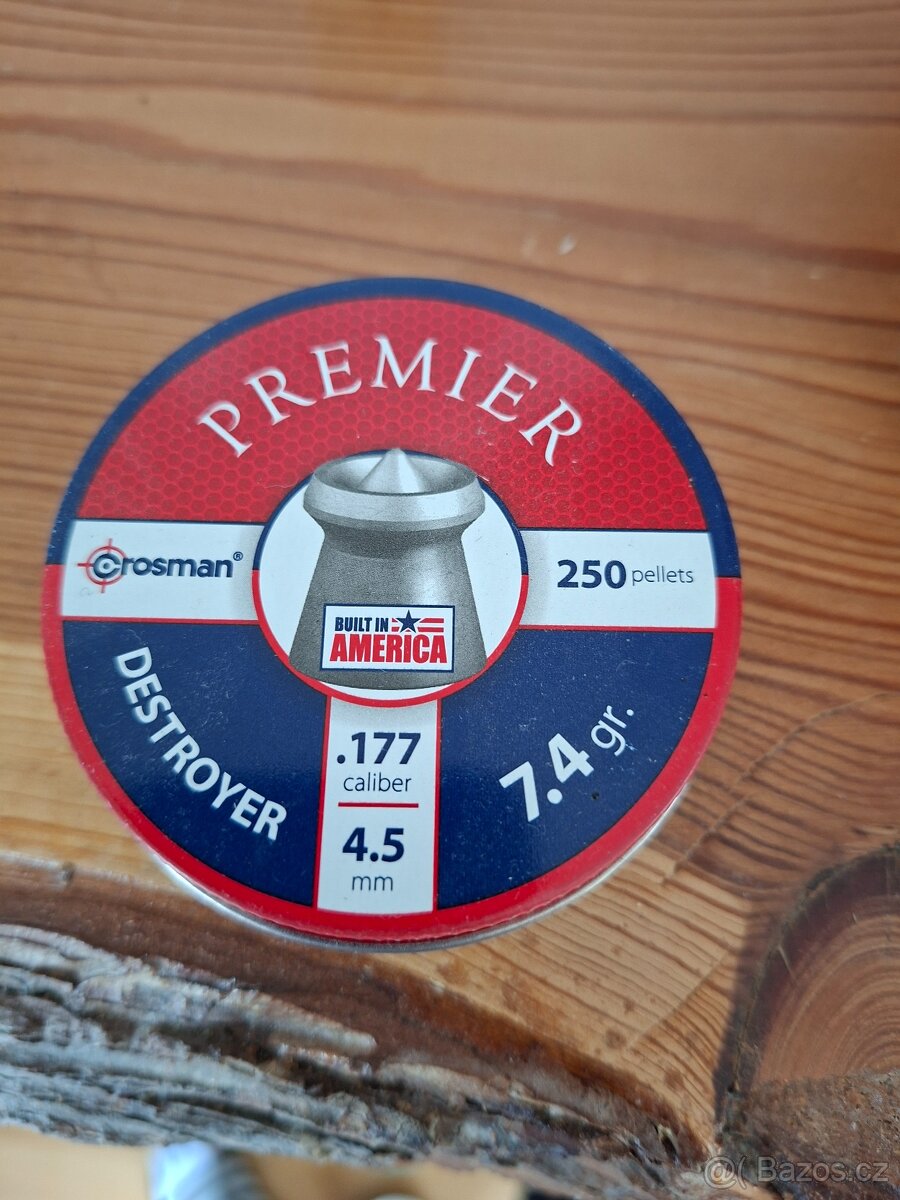 PREMIER
crosman®
250 pellets
BUILT IN
AMERICA
DESTROYER
.177
caliber
4.5
mm
7.4 gr.
@( Bazos.cz